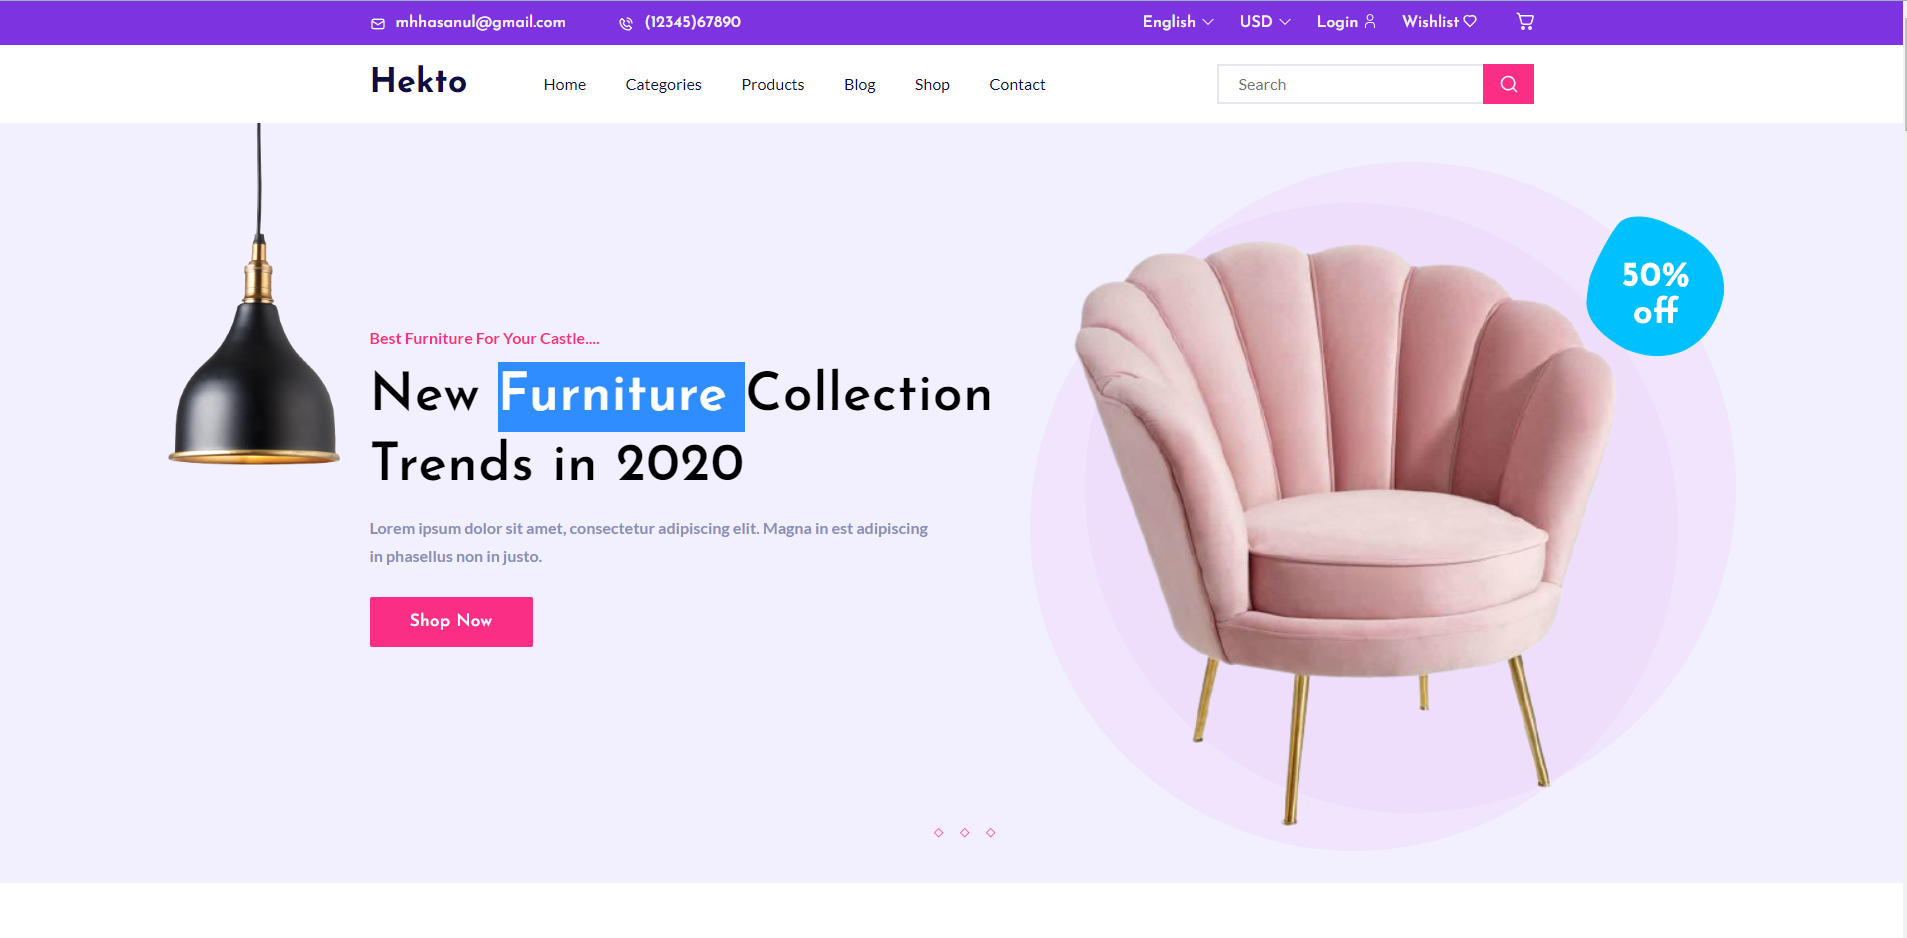 mhhasanul@gmail.com (12345)67890 English USD Login Wishlist
Hekto Home Categories Products Blog Shop Contact Search
50%
off
Best Furniture For Your Castle....
New Furniture Collection
Trends in 2020
Lorem ipsum dolor sit amet, consectetur adipiscing elit. Magna in est adipiscing
in phasellus non in justo.
Shop Now